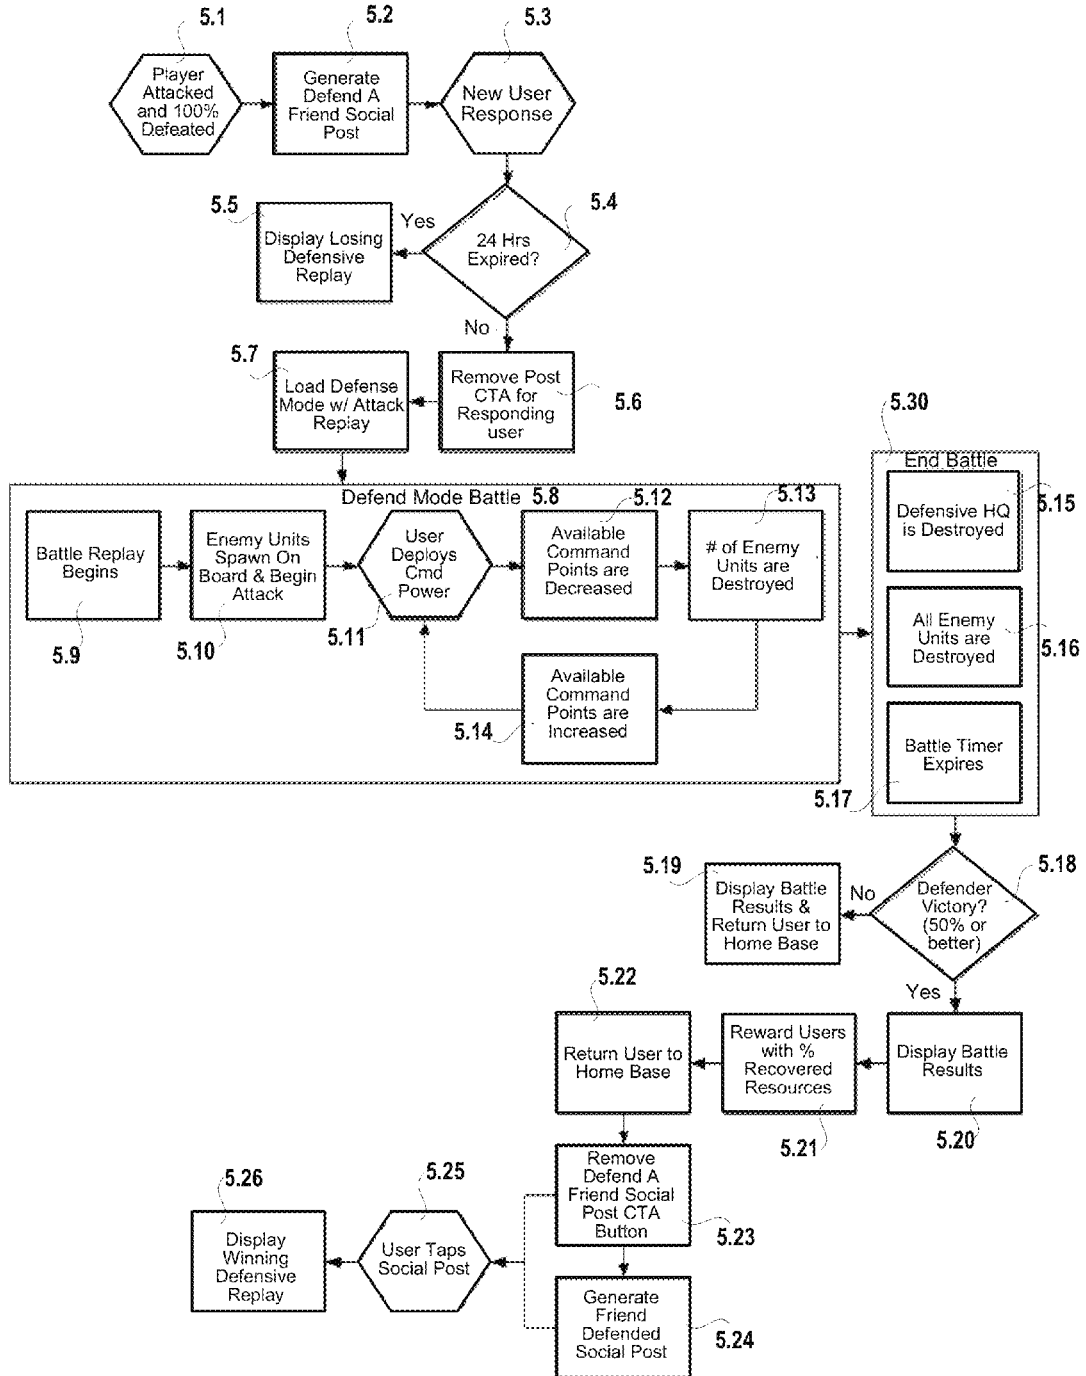 5.1
5.2
5.3
Player
Attacked
and 100%
Defeated
Generate
Defend A
Friend Social
Post
New User
Response
5.5
Yes
5.4
Display Losing
Defensive
Replay
24 Hrs
Expired?
No
5.7
Load Defense
Mode w/ Attack
Replay
Remove Post
CTA for
Responding
user
5.6
5.30
End Battle
Defend Mode Battle 5.8
5.12
5.13
5.15
Defensive HQ
is Destroyed
Battle Replay
Begins
Enemy Units
Spawn On
Board & Begin
Attack
User
Deploys
Cmd
Power
Available
Command
Points are
Decreased
# of Enemy
Units are
Destroyed
5.9
5.10
5.11
All Enemy
Units are
Destroyed
5.16
Available
Command
Points are
Increased
5.14
Battle Timer
Expires
5.17
5.19
Display Battle
Results &
Return User to
Home Base
No
Defender
Victory?
(50% or
better)
5.18
Yes
5.22
Return User to
Home Base
Reward Users
with %
Recovered
Resources
Display Battle
Results
5.21
5.20
5.26
5.25
Remove
Defend A
Friend Social
Post CTA
Button
5.23
Display
Winning
Defensive
Replay
User Taps
Social Post
Generate
Friend
Defended
Social Post
5.24